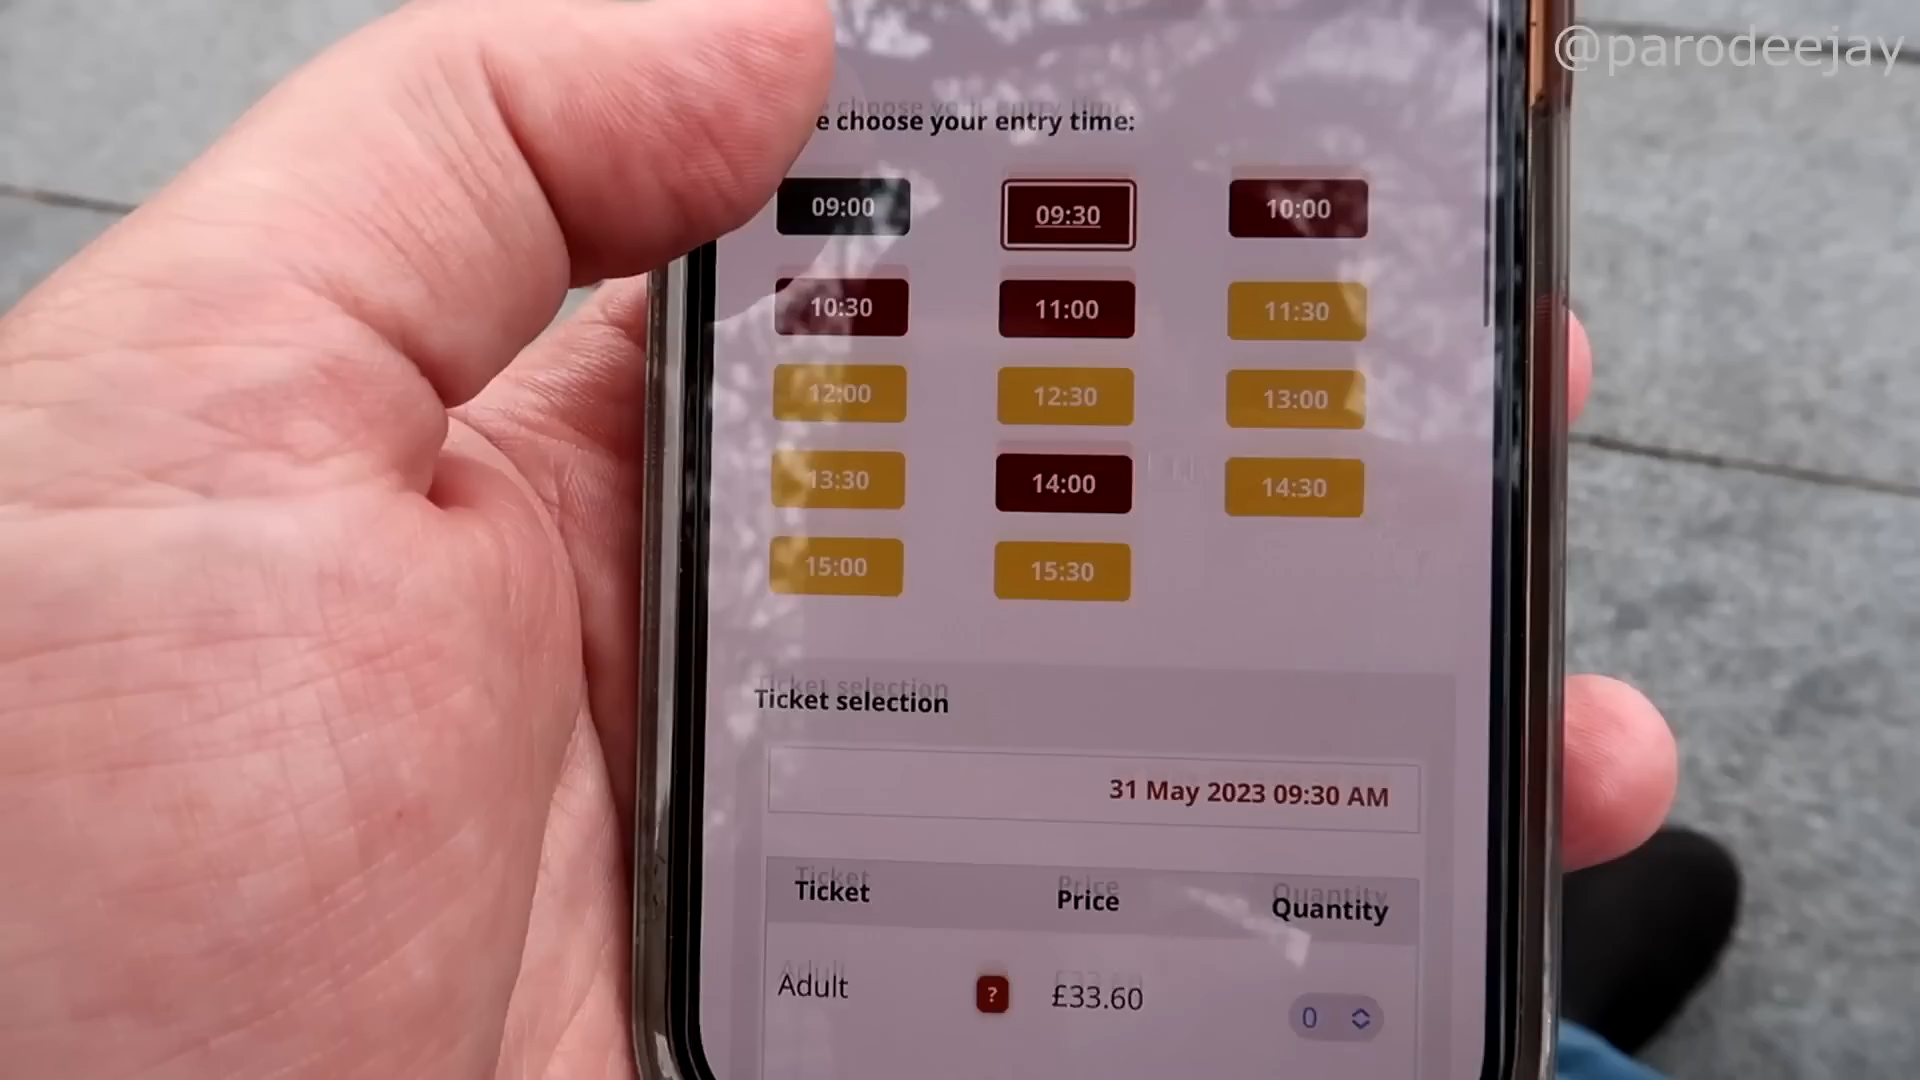 @parodeejay
e choose your entry time:
09:00 09:30 10:00
10:30 11:00 11:30
12:00 12:30 13:00
13:30 14:00 14:30
15:00 15:30
Ticket selection
31 May 2023 09:30 AM
Ticket Price Quantity
Adult ? £33.60 0